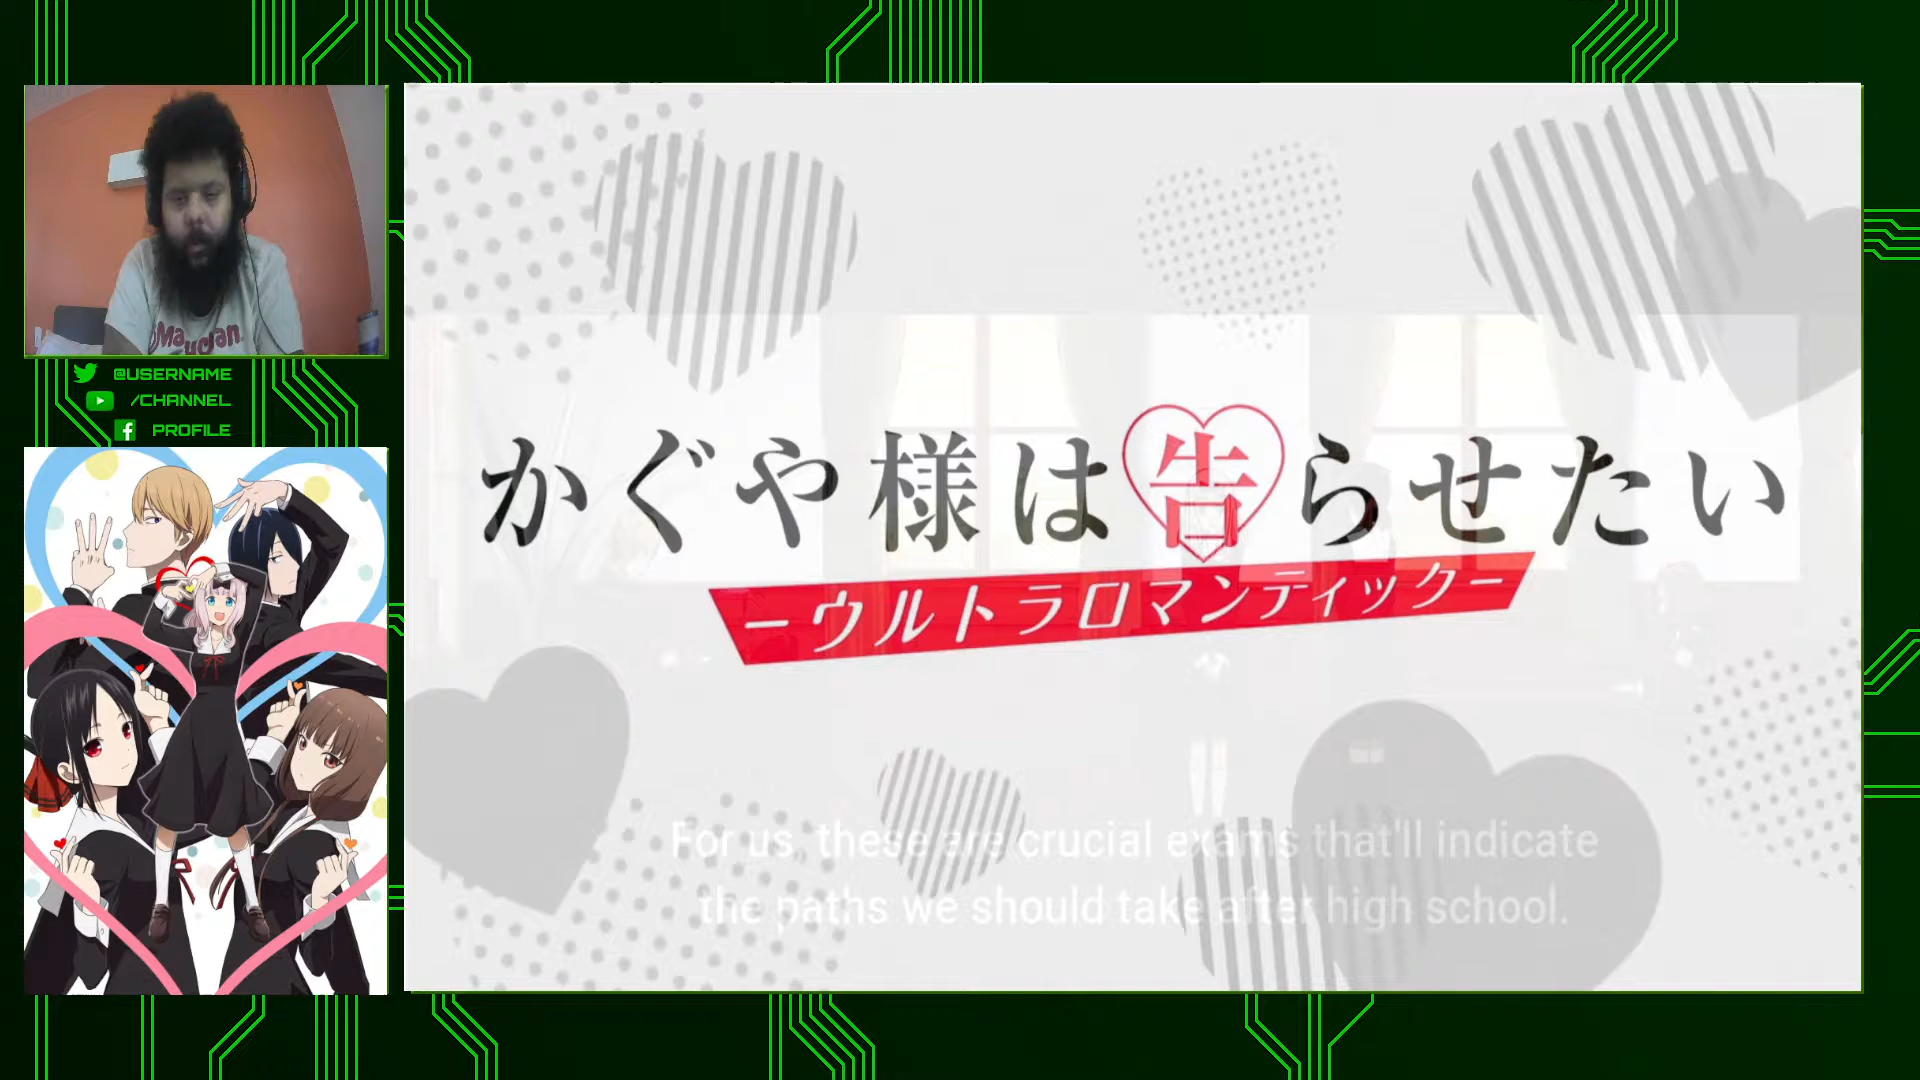 @USERNAME
/CHANNEL
PROFILE
かぐや様は告らせたい
－ウルトラロマンティック－
For us, these are crucial exams that'll indicate
the paths we should take after high school.